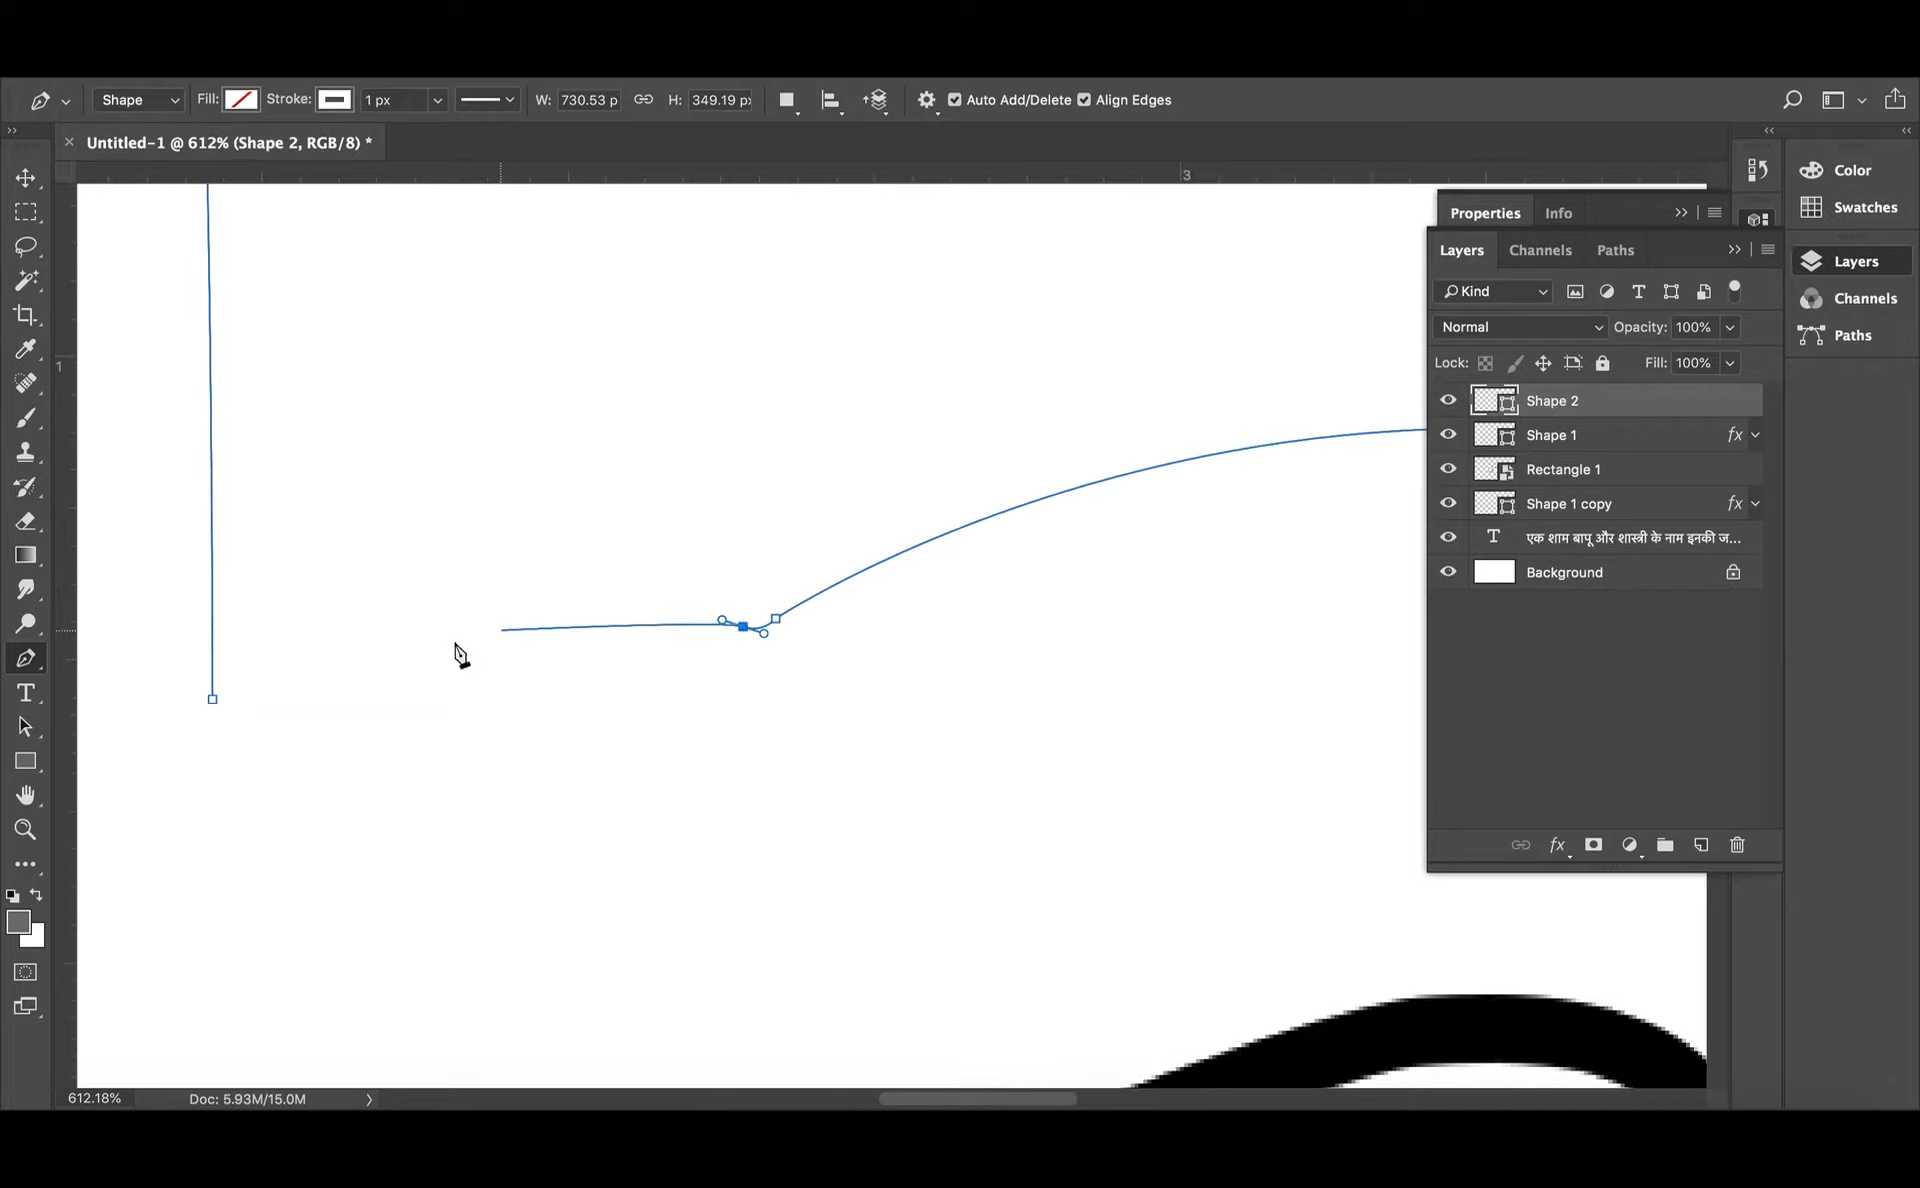 Shape Fill: Stroke: 1 px W: 730.53 p H: 349.19 p Auto Add/Delete Align Edges
Untitled-1 @ 612% (Shape 2, RGB/8) *
3
1
Properties Info
Layers Channels Paths
Kind
Normal Opacity: 100%
Lock: Fill: 100%
Shape 2
Shape 1 fx
Rectangle 1
Shape 1 copy fx
T एक शाम बापू और शास्त्री के नाम इनकी ज...
Background
fx
Color
Swatches
Layers
Channels
Paths
612.18% Doc: 5.93M/15.0M